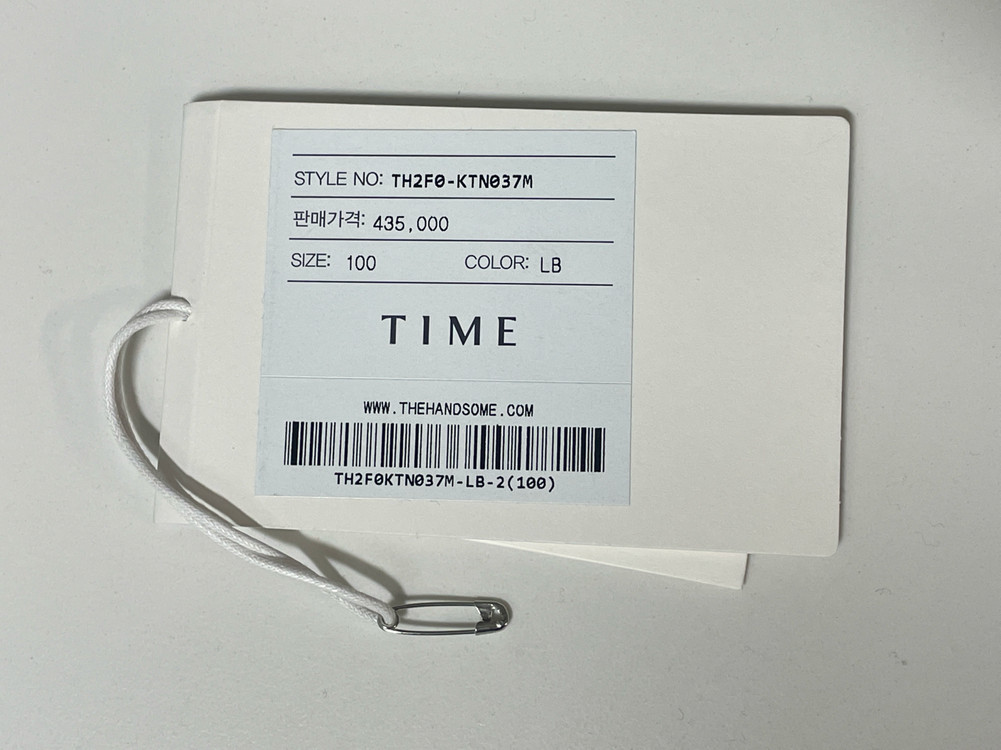 STYLE NO: TH2F0-KTN037M
판매가격: 435,000
SIZE: 100 COLOR: LB
TIME
WWW.THEHANDSOME.COM
TH2F0KTN037M-LB-2(100)